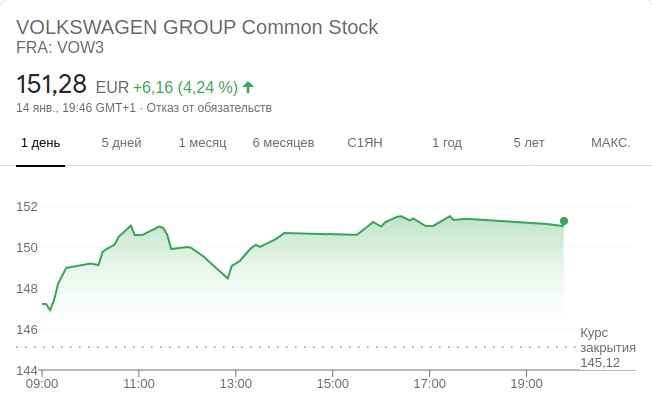 VOLKSWAGEN GROUP Common Stock
FRA: VOW3
151,28 EUR +6,16 (4,24 %)
14 янв., 19:46 GMT+1 · Отказ от обязательств
1 день 5 дней 1 месяц 6 месяцев С1ЯН 1 год 5 лет МАКС.
152
150
148
146
144
Курс
закрытия
145,12
09:00 11:00 13:00 15:00 17:00 19:00